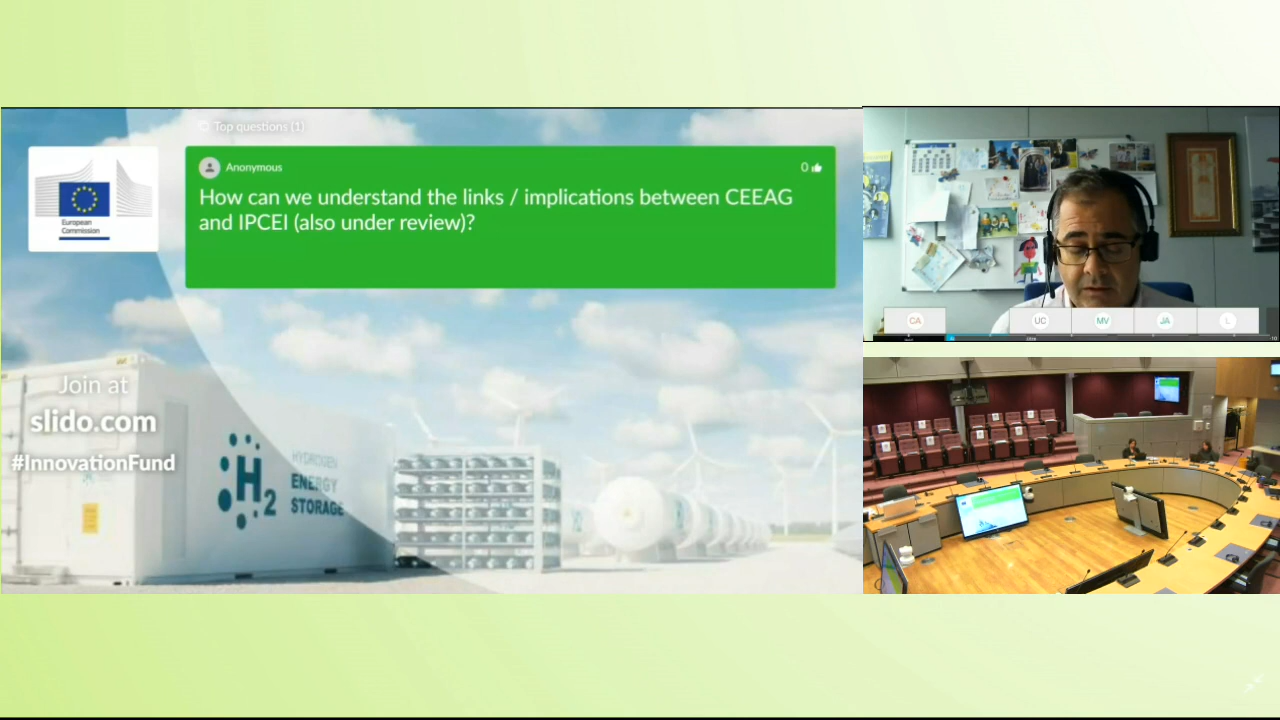 Top questions (1)
Anonymous
0
How can we understand the links / implications between CEEAG
and IPCEI (also under review)?
European
Commission
Join at
slido.com
#InnovationFund
H2
HYDROGEN
ENERGY
STORAGE
CA
UC
MV
JA
L